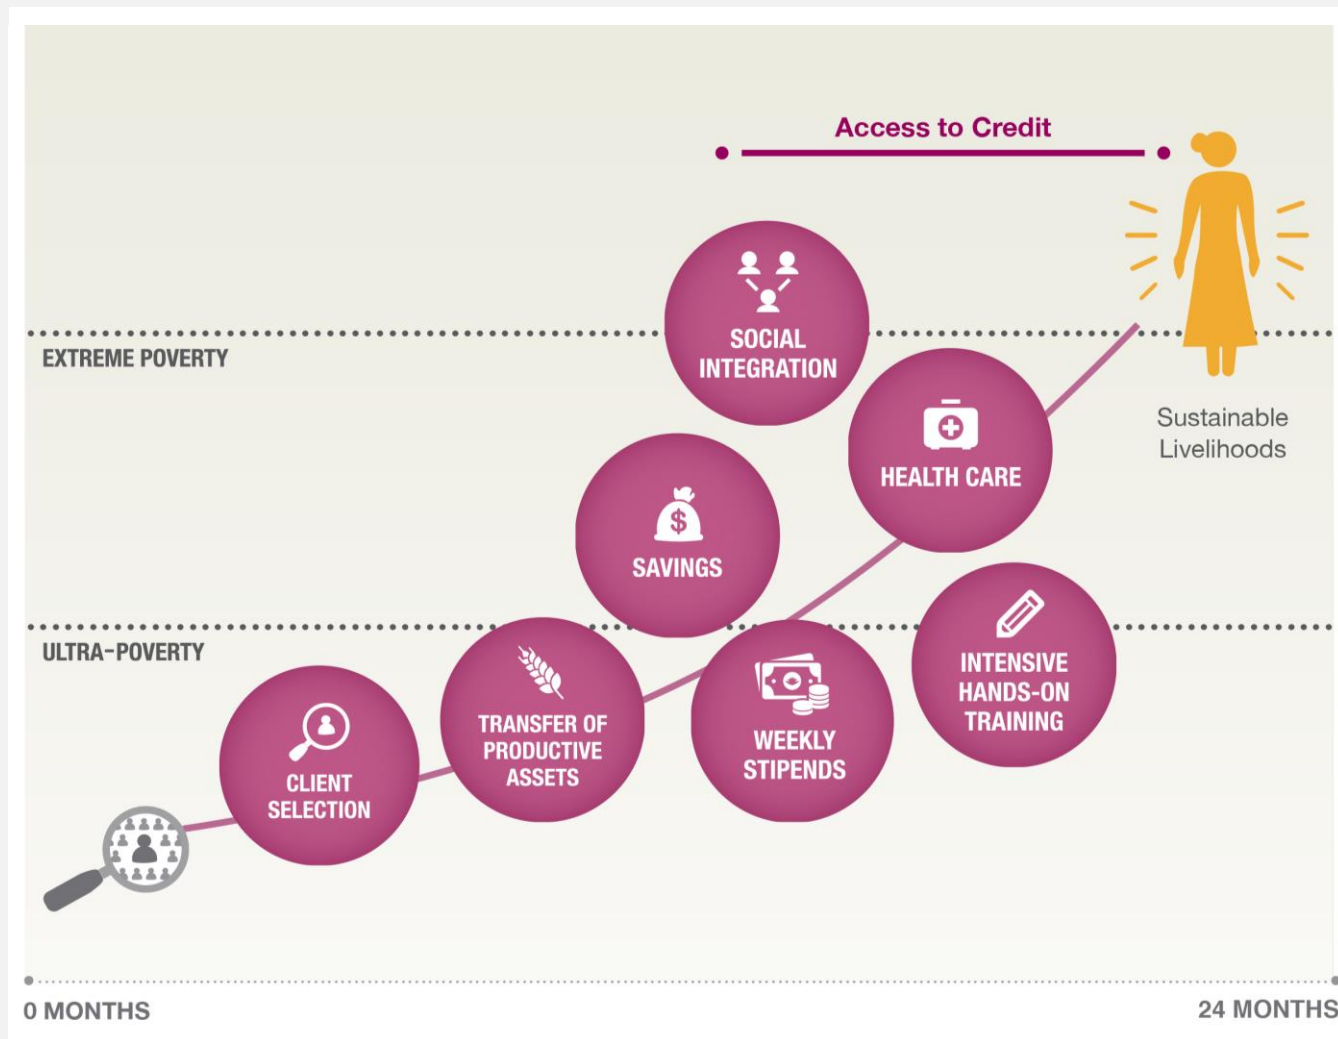 Access to Credit
SOCIAL
INTEGRATION
EXTREME POVERTY
HEALTH CARE
Sustainable
Livelihoods
$
SAVINGS
ULTRA-POVERTY
INTENSIVE
HANDS-ON
TRAINING
TRANSFER OF
PRODUCTIVE
ASSETS
WEEKLY
STIPENDS
CLIENT
SELECTION
0 MONTHS
24 MONTHS